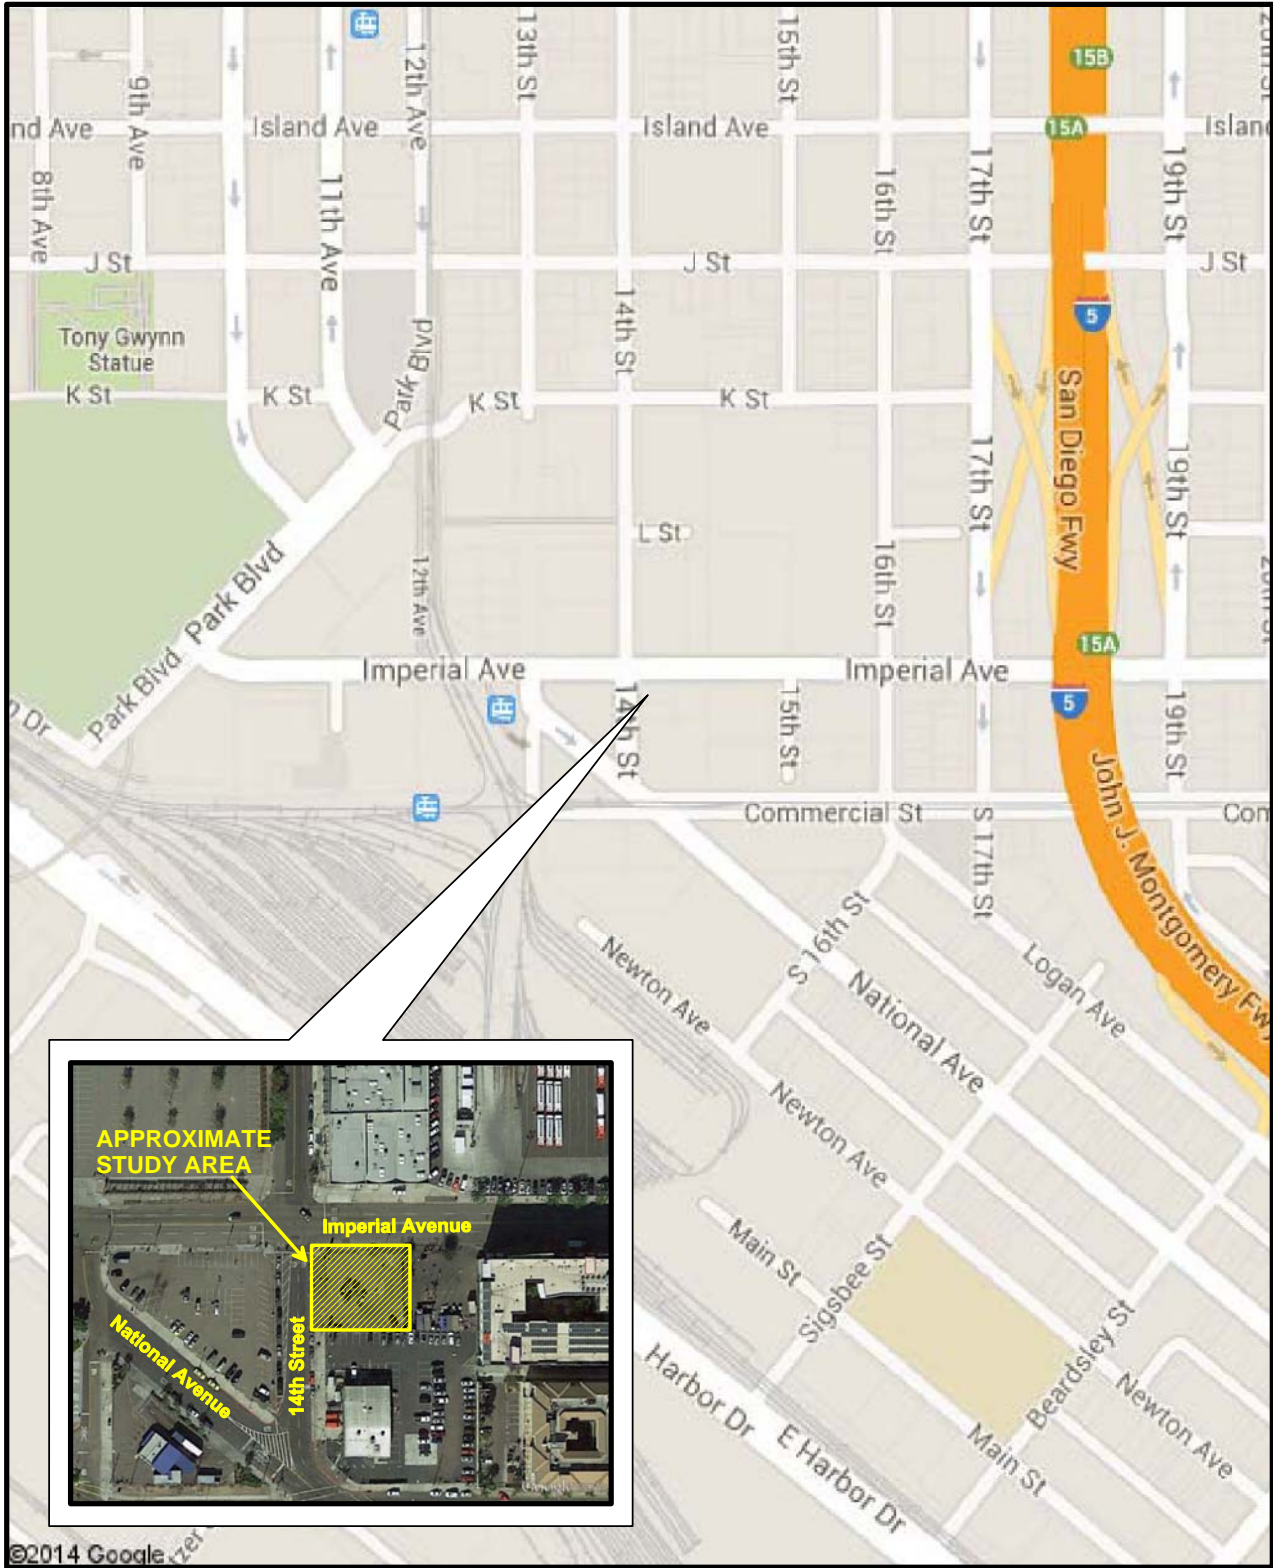 13th St
15th St
12th Ave
9th Ave
15B
nd Ave
Island Ave
Island Ave
15A
Island
8th Ave
11th Ave
16th St
17th St
19th St
J St
J St
J St
14th St
5
Tony Gwynn
Statue
Park Blvd
San Diego Fwy
K St
K St
K St
K St
17th St
19th St
L St
12th Ave
16th St
Park Blvd
Park Blvd
Imperial Ave
Imperial Ave
15A
n Dr
14th St
15th St
5
19th St
Commercial St
S 17th St
Com
John J. Montgomery Fwy
S 16th St
Newton Ave
National Ave
Logan Ave
Newton Ave
Main St
Sigsbee St
Beardsley St
Newton Ave
Harbor Dr
E Harbor Dr
Main St
APPROXIMATE
STUDY AREA
Imperial Avenue
National Avenue
14th Street
©2014 Google